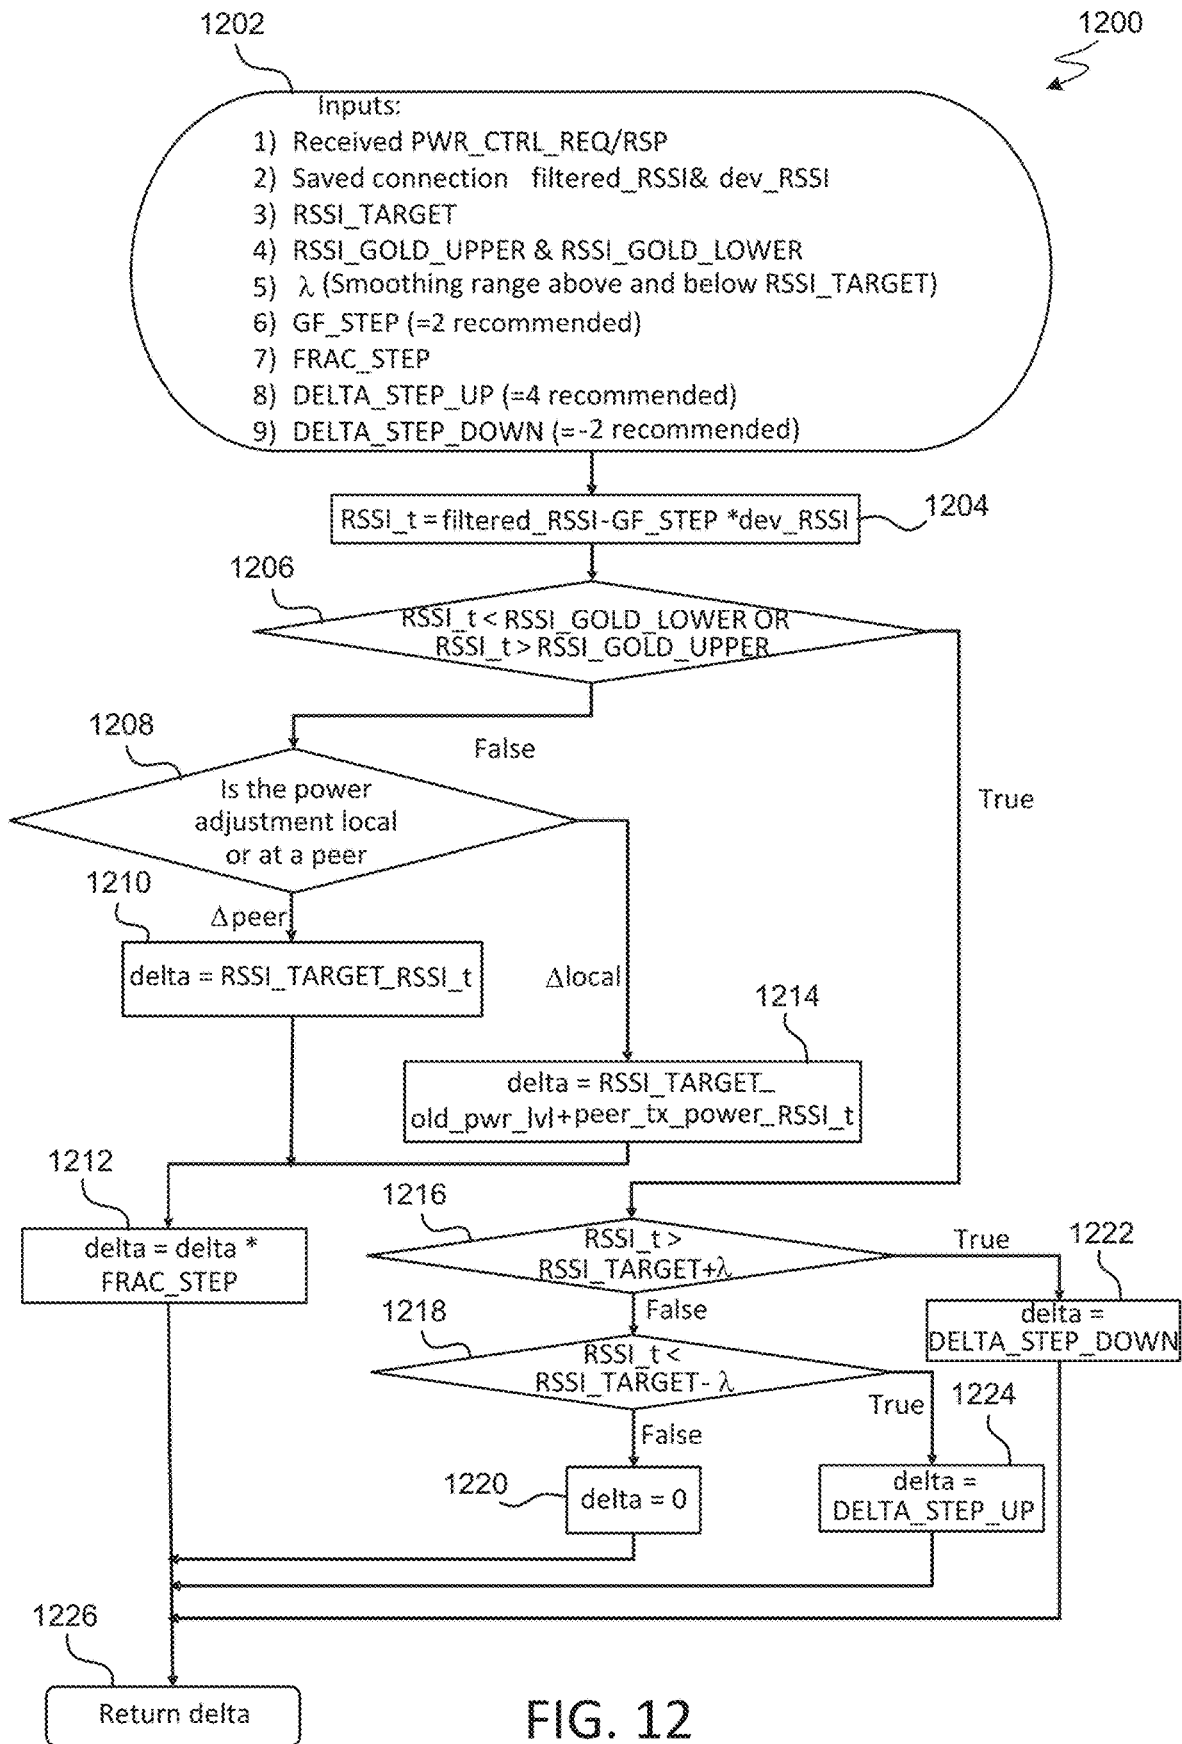 1202
1200
Inputs:
1) Received PWR_CTRL_REQ/RSP
2) Saved connection filtered_RSSI& dev_RSSI
3) RSSI_TARGET
4) RSSI_GOLD_UPPER & RSSI_GOLD_LOWER
5) λ (Smoothing range above and below RSSI_TARGET)
6) GF_STEP (=2 recommended)
7) FRAC_STEP
8) DELTA_STEP_UP (=4 recommended)
9) DELTA_STEP_DOWN (=-2 recommended)
RSSI_t = filtered_RSSI-GF_STEP *dev_RSSI
1204
1206
RSSI_t < RSSI_GOLD_LOWER OR
RSSI_t > RSSI_GOLD_UPPER
1208
False
True
Is the power
adjustment local
or at a peer
1210
Δpeer
delta = RSSI_TARGET_RSSI_t
Δlocal
1214
delta = RSSI_TARGET_
old_pwr_lvl+peer_tx_power_RSSI_t
1212
delta = delta *
FRAC_STEP
1216
RSSI_t >
RSSI_TARGET+λ
True
1222
False
delta =
DELTA_STEP_DOWN
1218
RSSI_t <
RSSI_TARGET- λ
True
1224
False
1220
delta = 0
delta =
DELTA_STEP_UP
1226
Return delta
FIG. 12